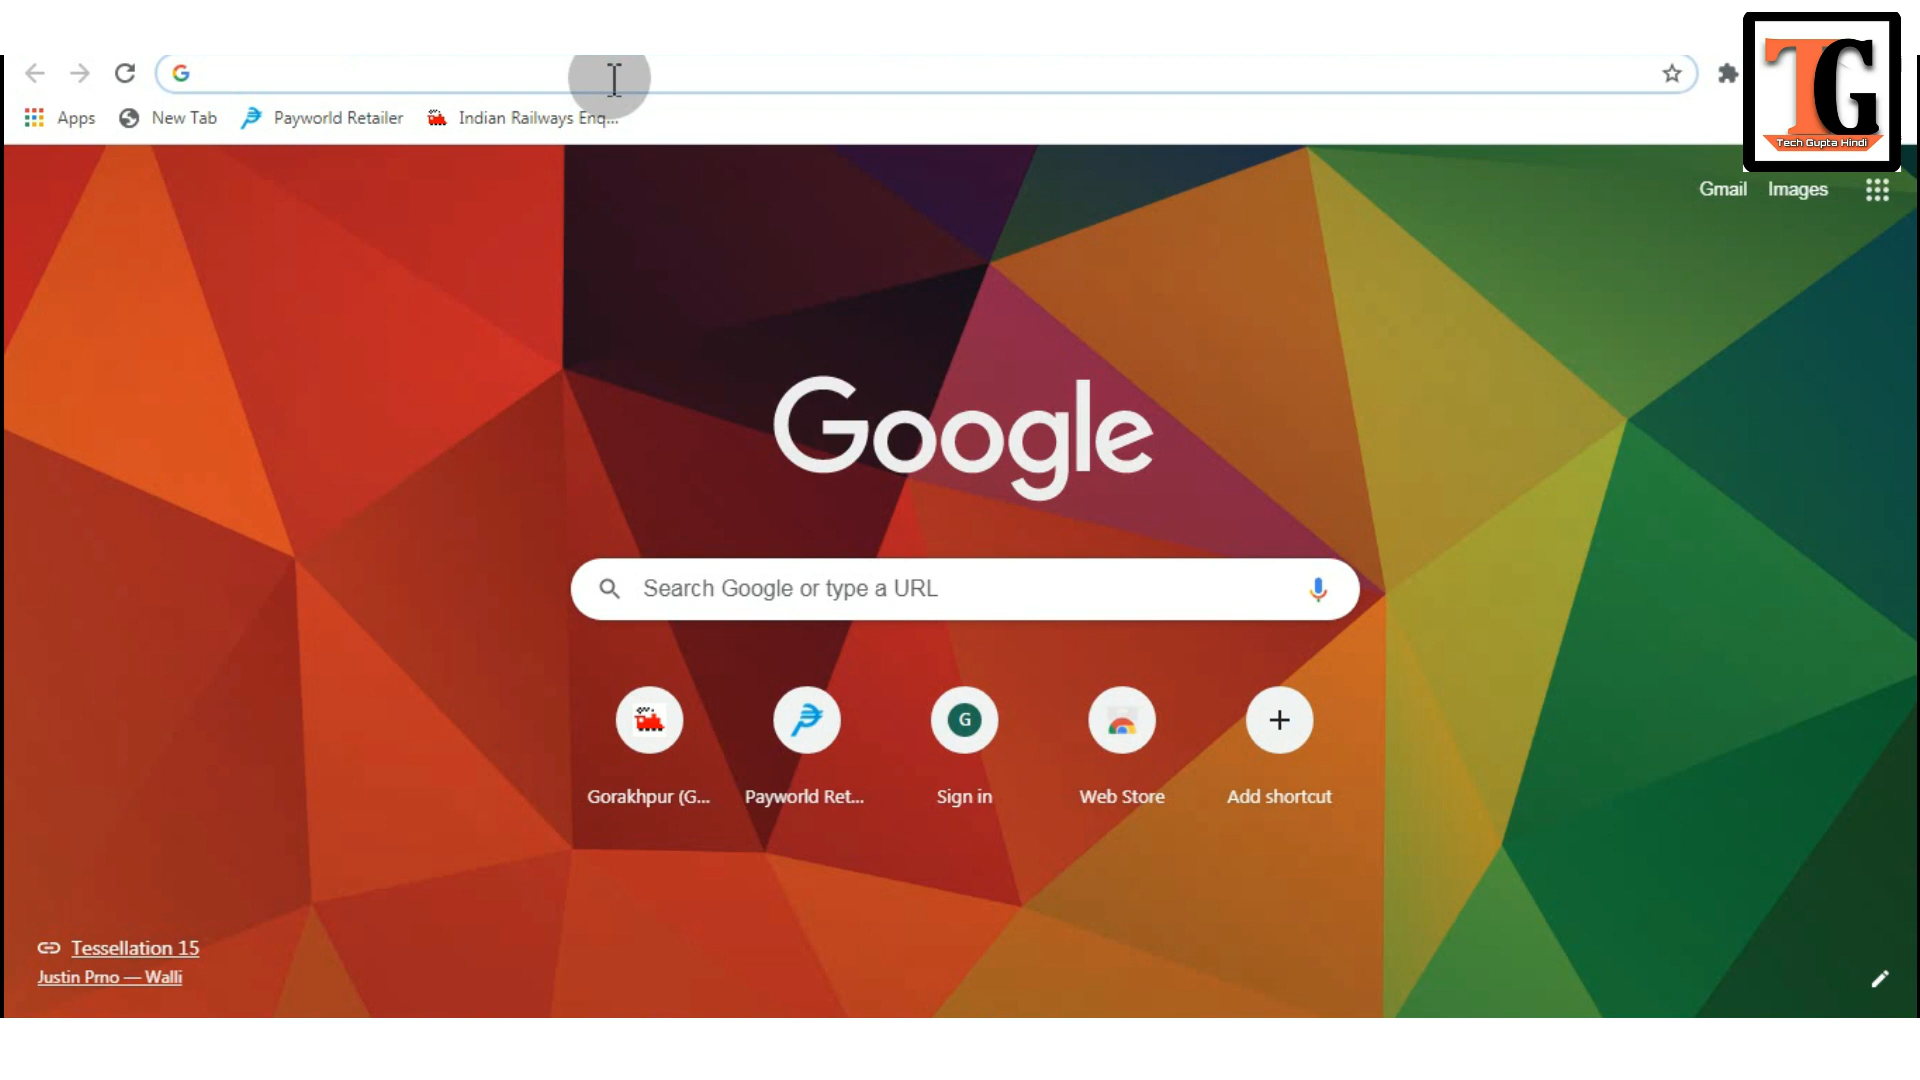 TG
Tech Gupta Hindi
Apps New Tab Payworld Retailer Indian Railways Enq...
Gmail Images
Google
Search Google or type a URL
G
Gorakhpur (G... Payworld Ret... Sign in Web Store Add shortcut
Tessellation 15
Justin Prno — Walli